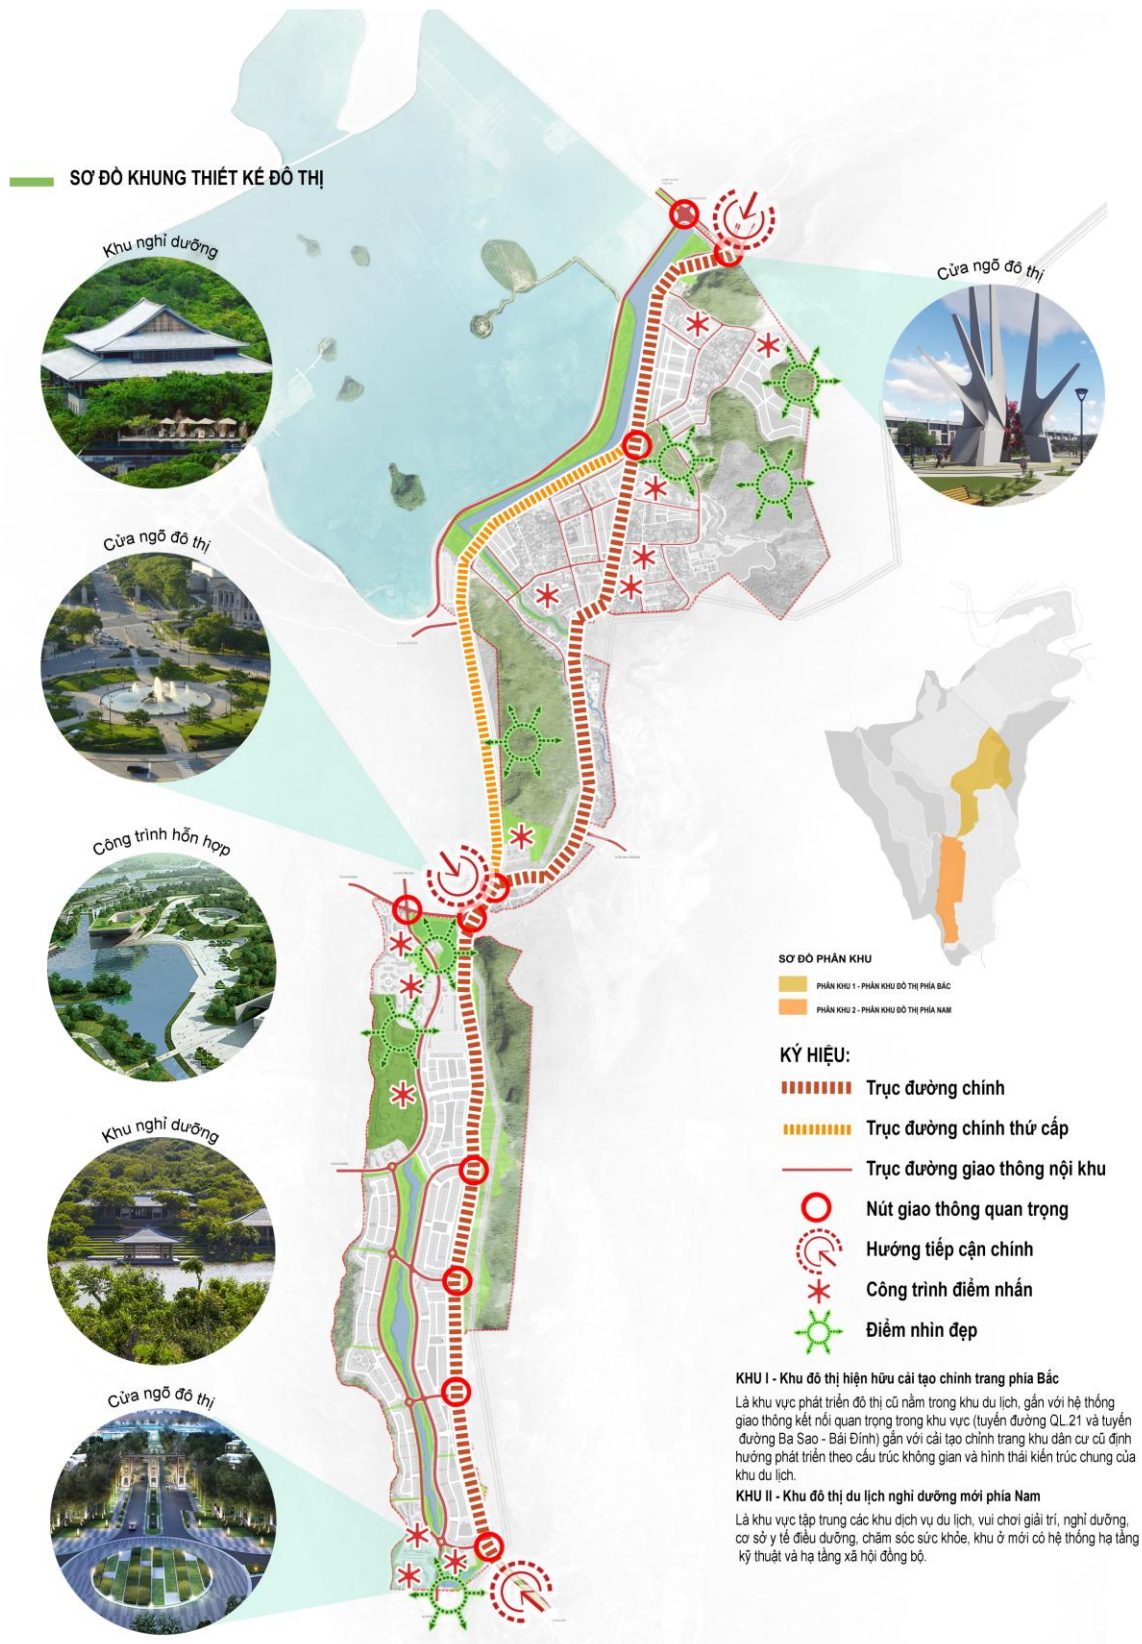 SƠ ĐỒ KHUNG THIẾT KẾ ĐÔ THỊ
Khu nghỉ dưỡng
Cửa ngõ đô thị
Cửa ngõ đô thị
Công trình hỗn hợp
Khu nghỉ dưỡng
Cửa ngõ đô thị
SƠ ĐỒ PHÂN KHU
PHÂN KHU 1 - PHÂN KHU ĐÔ THỊ PHÍA BẮC
PHÂN KHU 2 - PHÂN KHU ĐÔ THỊ PHÍA NAM
KÝ HIỆU:
Trục đường chính
Trục đường chính thứ cấp
Trục đường giao thông nội khu
Nút giao thông quan trọng
Hướng tiếp cận chính
Công trình điểm nhấn
Điểm nhìn đẹp
KHU I - Khu đô thị hiện hữu cải tạo chỉnh trang phía Bắc
Là khu vực phát triển đô thị cũ nằm trong khu du lịch, gắn với hệ thống
giao thông kết nối quan trọng trong khu vực (tuyến đường QL.21 và tuyến
đường Ba Sao - Bái Đính) gắn với cải tạo chỉnh trang khu dân cư cũ định
hướng phát triển theo cấu trúc không gian và hình thái kiến trúc chung của
khu du lịch.
KHU II - Khu đô thị du lịch nghỉ dưỡng mới phía Nam
Là khu vực tập trung các khu dịch vụ du lịch, vui chơi giải trí, nghỉ dưỡng,
cơ sở y tế điều dưỡng, chăm sóc sức khỏe, khu ở mới có hệ thống hạ tầng
kỹ thuật và hạ tầng xã hội đồng bộ.